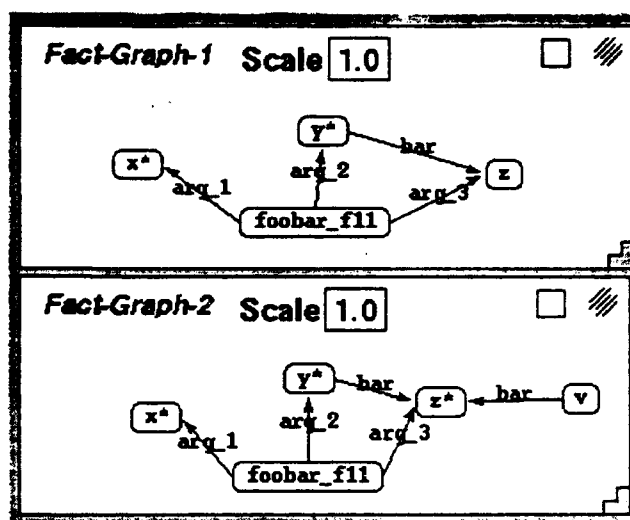 Fact-Graph-1 Scale 1.0
y*
bar
x*
z
arg_1
arg_2
arg_3
foobar_f11
Fact-Graph-2 Scale 1.0
y*
bar
z*
bar
v
x*
arg_1
arg_2
arg_3
foobar_f11